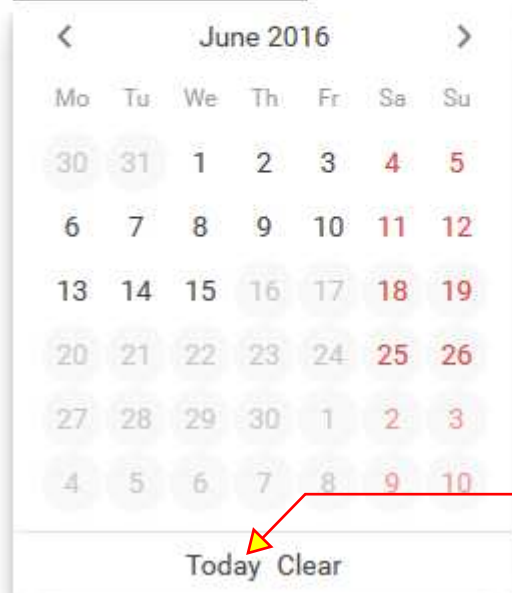 June 2016
Mo Tu We Th Fr Sa Su
30 31 1 2 3 4 5
6 7 8 9 10 11 12
13 14 15 16 17 18 19
20 21 22 23 24 25 26
27 28 29 30 1 2 3
4 5 6 7 8 9 10
Today Clear